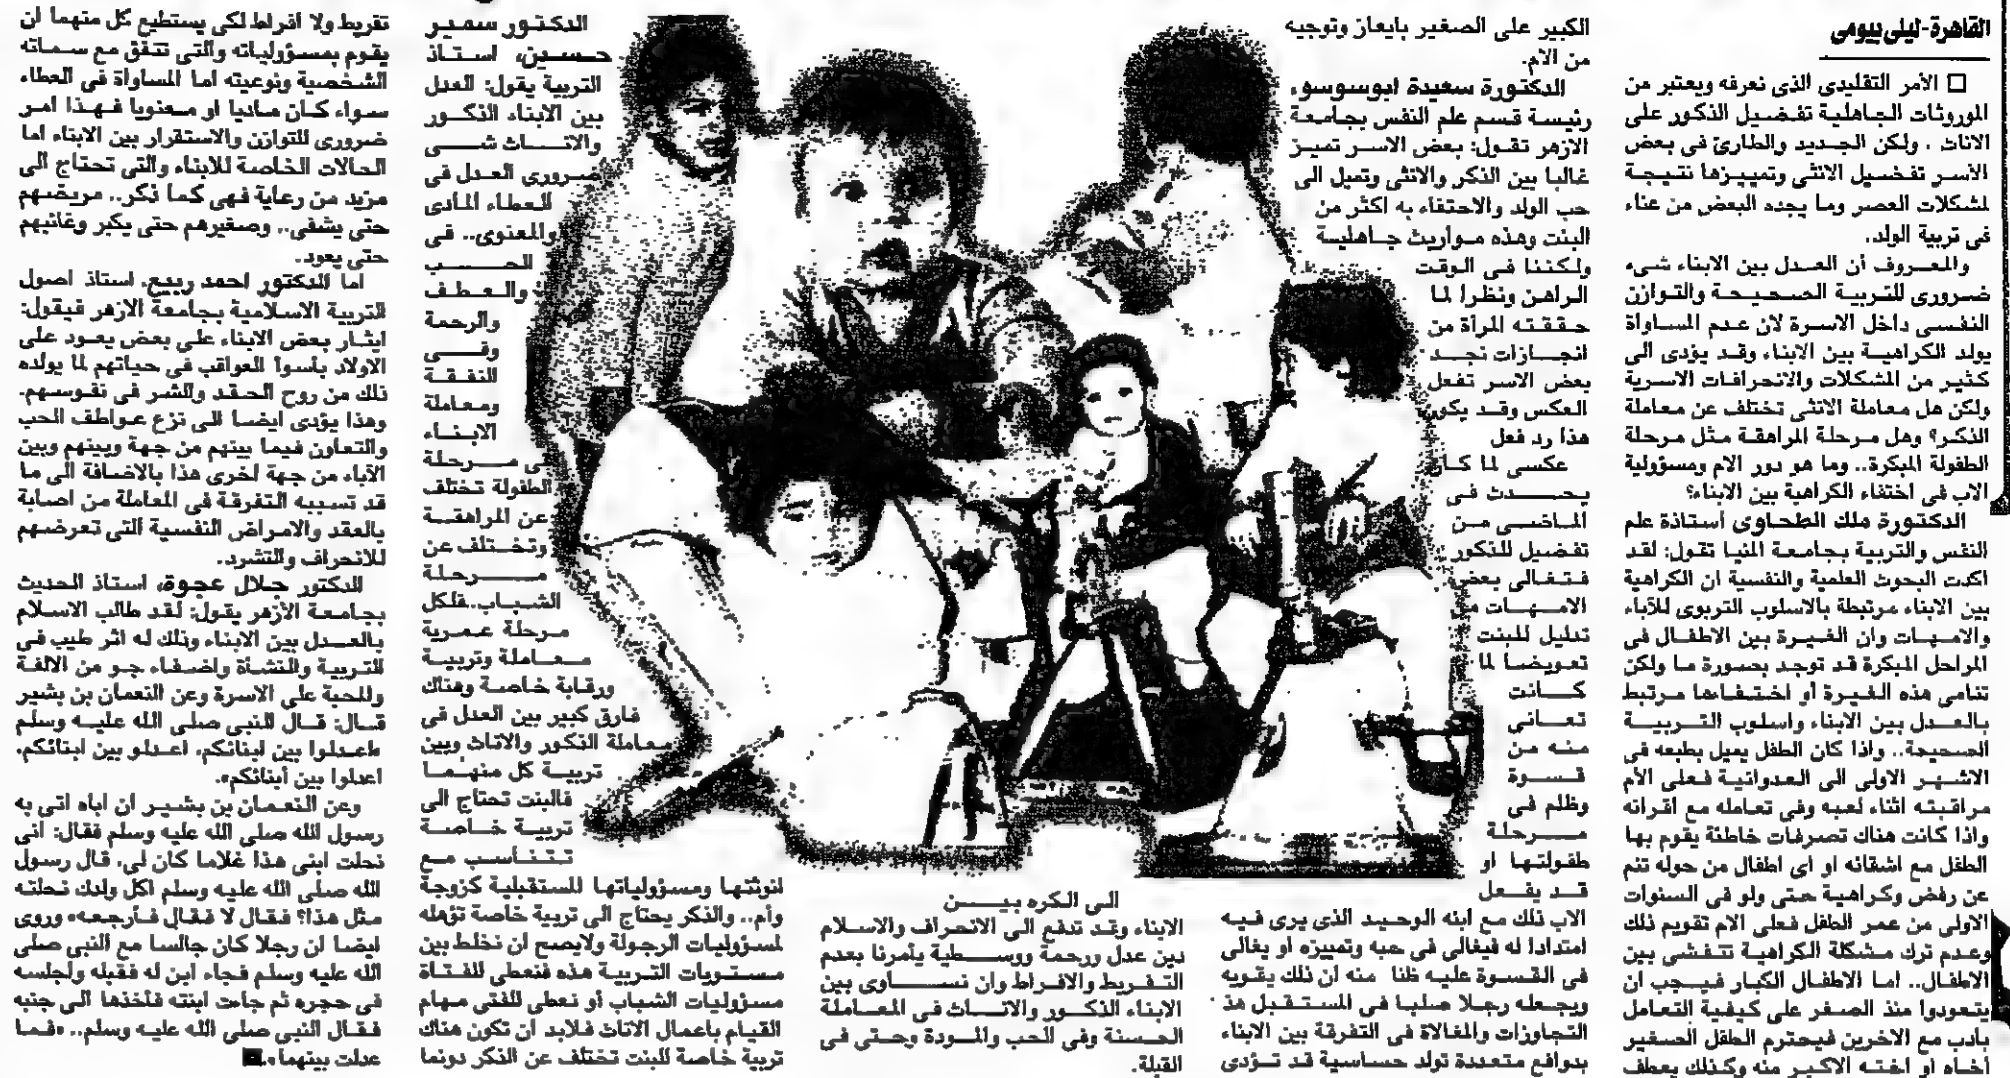 القاهرة-ليلى بيومى
□ الأمر التقليدى الذى نعرفه ويعتبر من
الموروثات الجاهلية تفضيل الذكور على
الاناث . ولكن الجديد والطارئ فى بعض
الأسر تفضيل الانثى وتمييزها نتيجة
لمشكلات العصر وما يجده البعض من عناء
فى تربية الولد.
والمعروف أن العدل بين الابناء شىء
ضرورى للتربية الصحيحة والتوازن
النفسى داخل الاسرة لان عدم المساواة
يولد الكراهية بين الابناء وقد يؤدى الى
كثير من المشكلات والانحرافات الاسرية
ولكن هل معاملة الانثى تختلف عن معاملة
الذكر؟ وهل مرحلة المراهقة مثل مرحلة
الطفولة المبكرة.. وما هو دور الام ومسؤولية
الاب فى اختفاء الكراهية بين الابناء؟
الدكتورة ملك الطحاوى استاذة علم
النفس والتربية بجامعة المنيا تقول: لقد
اكدت البحوث العلمية والنفسية ان الكراهية
بين الابناء مرتبطة بالاسلوب التربوى للآباء
والامهات وان الغيرة بين الاطفال فى
المراحل المبكرة قد توجد بصورة ما ولكن
تنامى هذه الغيرة أو اختفاءها مرتبط
بالعدل بين الابناء واسلوب التربية
الصحيحة.. واذا كان الطفل يميل بطبعه فى
الاشهر الاولى الى العدوانية فعلى الأم
مراقبته اثناء لعبه وفى تعامله مع اقرانه
واذا كانت هناك تصرفات خاطئة يقوم بها
الطفل مع اشقائه او اى اطفال من حوله تنم
عن رفض وكراهية حتى ولو فى السنوات
الاولى من عمر الطفل فعلى الام تقويم ذلك
وعدم ترك مشكلة الكراهية تتفشى بين
الاطفال.. اما الاطفال الكبار فيجب ان
يتعودوا منذ الصغر على كيفية التعامل
بأدب مع الاخرين فيحترم الطفل الصغير
أخاه او اخته الاكبر منه وكذلك يعطف
الكبير على الصغير بايعاز وتوجيه
من الام.
الدكتورة سعيدة ابوسوسوء
رئيسة قسم علم النفس بجامعة
الازهر تقول: بعض الاسر تميز
غالبا بين الذكر والانثى وتميل الى
حب الولد والاحتفاء به اكثر من
البنت وهذه مواريث جاهلية
ولكننا فى الوقت
الراهن ونظرا لما
حققته المرأة من
انجازات نجد
بعض الاسر تفعل
العكس وقد يكون
هذا رد فعل
عكسى لما كان
يحدث فى
الماضى من
تفضيل للذكور
فتغالى بعض
الامهات
تدليل البنت
تعويضا لما
كانت
تعانى
منه من
قسوة
وظلم فى
مرحلة
طفولتها او
قد يفعل
الاب ذلك مع ابنه الوحيد الذى يرى فيه
امتدادا له فيغالى فى حبه وتمييزه او يغالى
فى القسوة عليه ظنا منه ان ذلك يقويه
ويجعله رجلا صلبا فى المستقبل هذ
التجاوزات والمغالاة فى التفرقة بين الابناء
بدوافع متعددة تولد حساسية قد تؤدى
الى الكره بين
الابناء وقد تدفع الى الانحراف والاسلام
دين عدل ورحمة ووسطية يأمرنا بعدم
التفريط والافراط وان نساوى بين
الابناء الذكور والاناث فى المعاملة
الحسنة وفى الحب والمودة وحتى فى
القبلة.
الدكتور سمير
حسين، استاذ
التربية يقول: العدل
بين الابناء الذكور
والاناث شىء
ضرورى العدل فى
العطاء المادى
والمعنوى.. فى
الحب
والعطف
والرحمة
وفى
النفقة
ومعاملة
الابناء
فى مرحلة
الطفولة تختلف
عن المراهقة
وتختلف عن
مرحلة
الشباب..فلكل
مرحلة عمرية
معاملة وتربية
ورقابة خاصة وهناك
فارق كبير بين العدل فى
معاملة الذكور والاناث وبين
تربية كل منهما
فالبنت تحتاج الى
تربية خاصة
تتناسب مع
انوثتها ومسؤولياتها المستقبلية كزوجة
وأم.. والذكر يحتاج الى تربية خاصة تؤهله
لمسؤوليات الرجولة ولايصح ان نخلط بين
مستويات التربية هذه فنعطى للفتاة
مسؤوليات الشباب أو نعطى للفتى مهام
القيام باعمال الاناث فلابد ان تكون هناك
تربية خاصة للبنت تختلف عن الذكر دونما
تفريط ولا افراط لكى يستطيع كل منهما ان
يقوم بمسؤولياته والتى تتفق مع سماته
الشخصية ونوعيته اما المساواة فى العطاء
سواء كان ماديا او معنويا فهذا امر
ضرورى للتوازن والاستقرار بين الابناء اما
الحالات الخاصة للابناء والتى تحتاج الى
مزيد من رعاية فهى كما ذكر.. مريضهم
حتى يشفى.. وصغيرهم حتى يكبر وغائبهم
حتى يعود.
اما الدكتور احمد ربيع، استاذ اصول
التربية الاسلامية بجامعة الازهر فيقول:
ايثار بعض الابناء على بعض يعود على
الاولاد بأسوأ العواقب فى حياتهم لما يولده
ذلك من روح الحقد والشر فى نفوسهم.
وهذا يؤدى ايضا الى نزع عواطف الحب
والتعاون فيما بينهم من جهة وبينهم وبين
الآباء من جهة اخرى هذا بالاضافة الى ما
قد تسببه التفرقة فى المعاملة من اصابة
بالعقد والامراض النفسية التى تعرضهم
للانحراف والتشرد.
الدكتور جلال عجوة، استاذ الحديث
بجامعة الأزهر يقول: لقد طالب الاسلام
بالعدل بين الابناء وذلك له اثر طيب فى
التربية والنشأة واضفاء جو من الالفة
والمحبة على الاسرة وعن النعمان بن بشير
قال: قال النبى صلى الله عليه وسلم
«اعدلوا بين ابنائكم، اعدلو بين ابنائكم،
اعدلوا بين أبنائكم».
وعن النعمان بن بشير ان اباه اتى به
رسول الله صلى الله عليه وسلم فقال: انى
نحلت ابنى هذا غلاما كان لى، قال رسول
الله صلى الله عليه وسلم اكل ولدك نحلته
مثل هذا؟ فقال لا فقال فأرجعه» وروى
ايضا ان رجلا كان جالسا مع النبى صلى
الله عليه وسلم فجاء ابن له فقبله واجلسه
فى حجره ثم جاءت ابنته فأخذها الى جنبه
فقال النبى صلى الله عليه وسلم.. «فما
عدلت بينهما».■